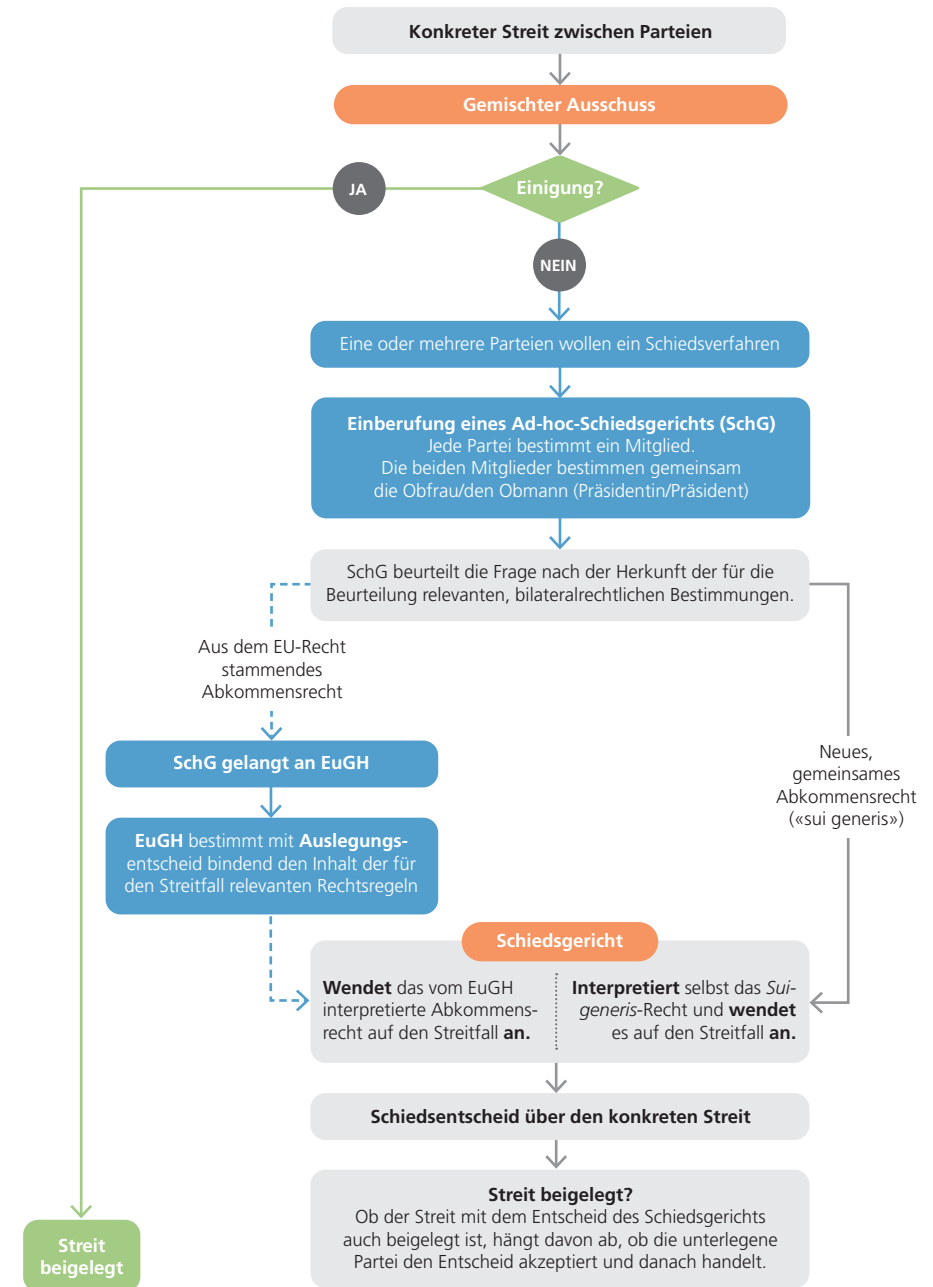 Konkreter Streit zwischen Parteien
Gemischter Ausschuss
Einigung?
JA
NEIN
Eine oder mehrere Parteien wollen ein Schiedsverfahren
Einberufung eines Ad-hoc-Schiedsgerichts (SchG)
Jede Partei bestimmt ein Mitglied.
Die beiden Mitglieder bestimmen gemeinsam
die Obfrau/den Obmann (Präsidentin/Präsident)
SchG beurteilt die Frage nach der Herkunft der für die
Beurteilung relevanten, bilateralrechtlichen Bestimmungen.
Aus dem EU-Recht
stammendes
Abkommensrecht
SchG gelangt an EuGH
EuGH bestimmt mit Auslegungs-
entscheid bindend den Inhalt der für
den Streitfall relevanten Rechtsregeln
Neues,
gemeinsames
Abkommensrecht
(«sui generis»)
Schiedsgericht
Wendet das vom EuGH
interpretierte Abkommens-
recht auf den Streitfall an.
Interpretiert selbst das Sui-
generis-Recht und wendet
es auf den Streitfall an.
Schiedsentscheid über den konkreten Streit
Streit beigelegt?
Ob der Streit mit dem Entscheid des Schiedsgerichts
auch beigelegt ist, hängt davon ab, ob die unterlegene
Partei den Entscheid akzeptiert und danach handelt.
Streit
beigelegt